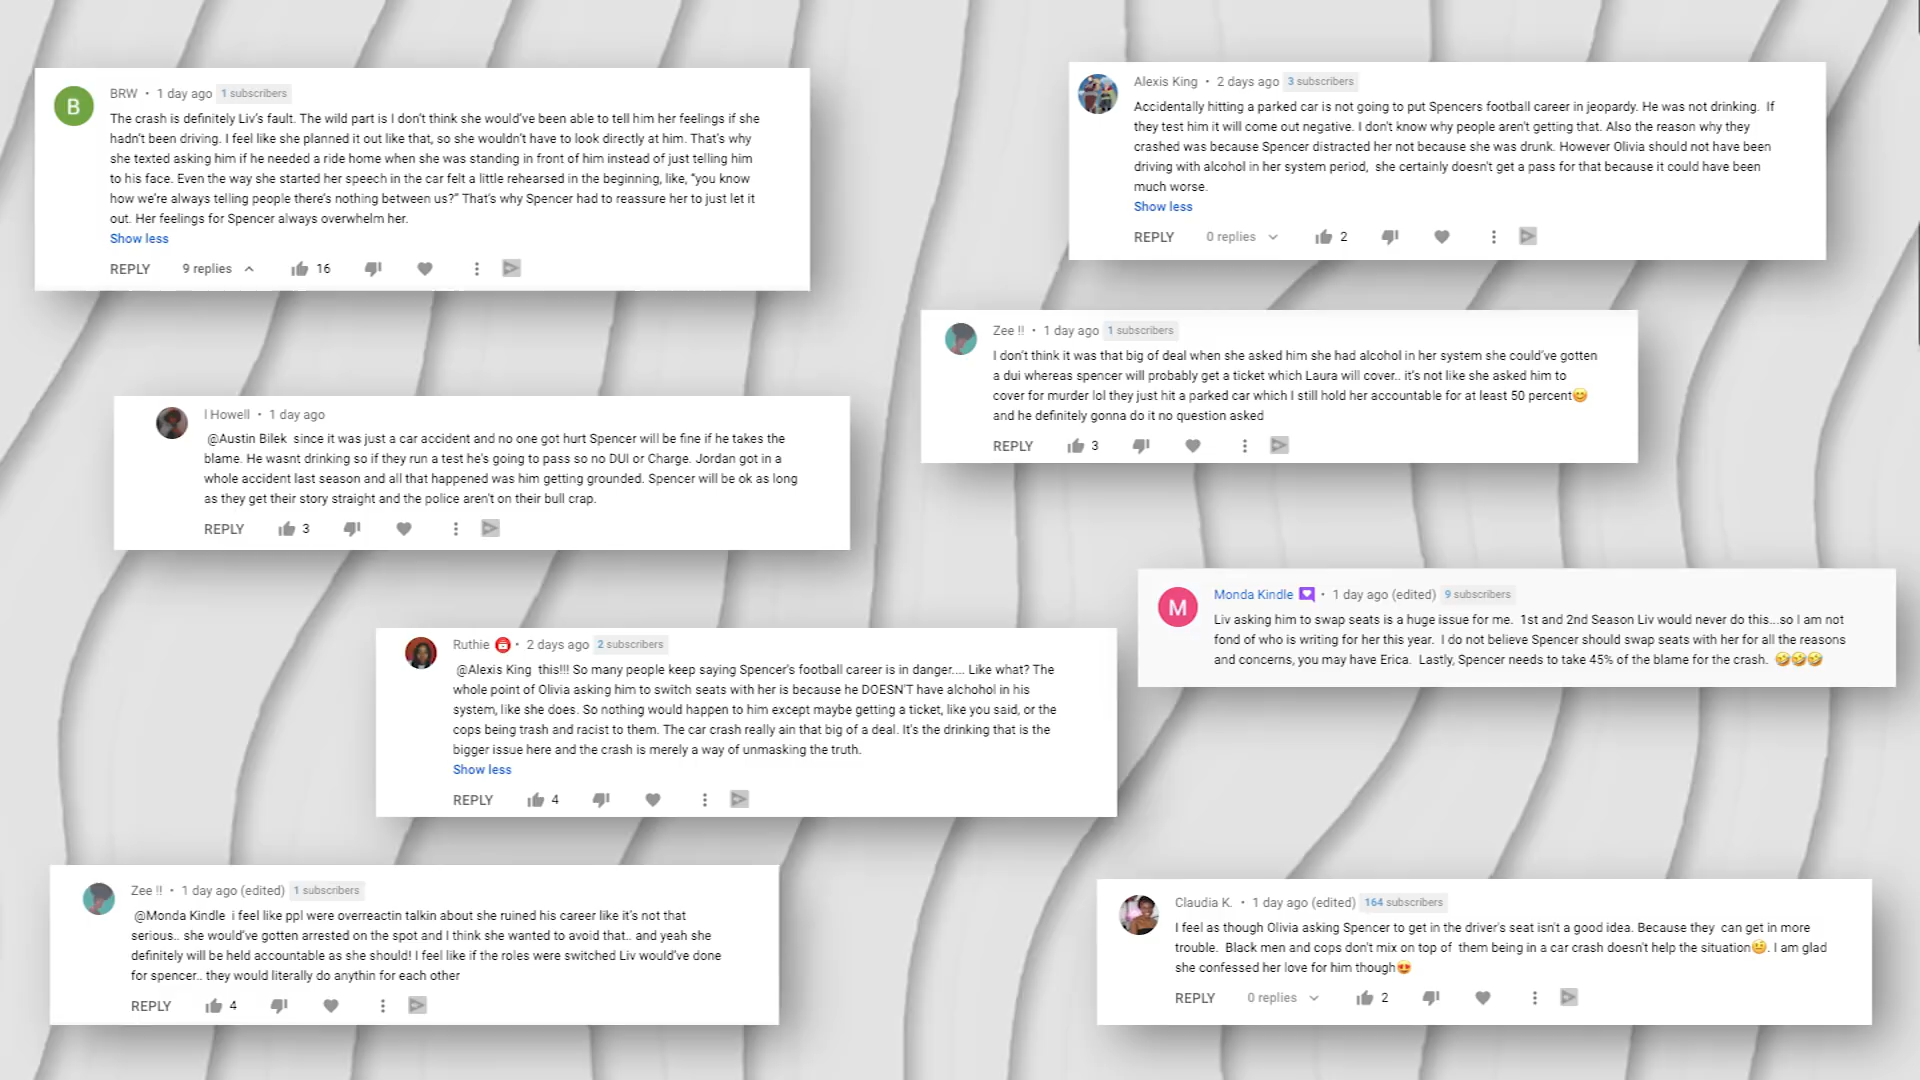 B
BRW • 1 day ago 1 subscribers
The crash is definitely Liv's fault. The wild part is I don't think she would've been able to tell him her feelings if she
hadn't been driving. I feel like she planned it out like that, so she wouldn't have to look directly at him. That's why
she texted asking him if he needed a ride home when she was standing in front of him instead of just telling him
to his face. Even the way she started her speech in the car felt a little rehearsed in the beginning, like, “you know
how we're always telling people there's nothing between us?” That's why Spencer had to reassure her to just let it
out. Her feelings for Spencer always overwhelm her.
Show less
REPLY 9 replies 16
Alexis King • 2 days ago 3 subscribers
Accidentally hitting a parked car is not going to put Spencers football career in jeopardy. He was not drinking. If
they test him it will come out negative. I don't know why people aren't getting that. Also the reason why they
crashed was because Spencer distracted her not because she was drunk. However Olivia should not have been
driving with alcohol in her system period, she certainly doesn't get a pass for that because it could have been
much worse.
Show less
REPLY 0 replies 2
Zee !! • 1 day ago 1 subscribers
I don't think it was that big of deal when she asked him she had alcohol in her system she could've gotten
a dui whereas spencer will probably get a ticket which Laura will cover.. it's not like she asked him to
cover for murder lol they just hit a parked car which I still hold her accountable for at least 50 percent😊
and he definitely gonna do it no question asked
REPLY 3
l Howell • 1 day ago
@Austin Bilek since it was just a car accident and no one got hurt Spencer will be fine if he takes the
blame. He wasnt drinking so if they run a test he's going to pass so no DUI or Charge. Jordan got in a
whole accident last season and all that happened was him getting grounded. Spencer will be ok as long
as they get their story straight and the police aren't on their bull crap.
REPLY 3
M
Monda Kindle • 1 day ago (edited) 9 subscribers
Liv asking him to swap seats is a huge issue for me. 1st and 2nd Season Liv would never do this...so I am not
fond of who is writing for her this year. I do not believe Spencer should swap seats with her for all the reasons
and concerns, you may have Erica. Lastly, Spencer needs to take 45% of the blame for the crash. 🤣🤣🤣
Ruthie • 2 days ago 2 subscribers
@Alexis King this!!! So many people keep saying Spencer's football career is in danger.... Like what? The
whole point of Olivia asking him to switch seats with her is because he DOESN'T have alchohol in his
system, like she does. So nothing would happen to him except maybe getting a ticket, like you said, or the
cops being trash and racist to them. The car crash really ain that big of a deal. It's the drinking that is the
bigger issue here and the crash is merely a way of unmasking the truth.
Show less
REPLY 4
Zee !! • 1 day ago (edited) 1 subscribers
@Monda Kindle i feel like ppl were overreactin talkin about she ruined his career like it's not that
serious.. she would've gotten arrested on the spot and I think she wanted to avoid that.. and yeah she
definitely will be held accountable as she should! I feel like if the roles were switched Liv would've done
for spencer.. they would literally do anythin for each other
REPLY 4
Claudia K. • 1 day ago (edited) 164 subscribers
I feel as though Olivia asking Spencer to get in the driver's seat isn't a good idea. Because they can get in more
trouble. Black men and cops don't mix on top of them being in a car crash doesn't help the situation. I am glad
she confessed her love for him though😍
REPLY 0 replies 2